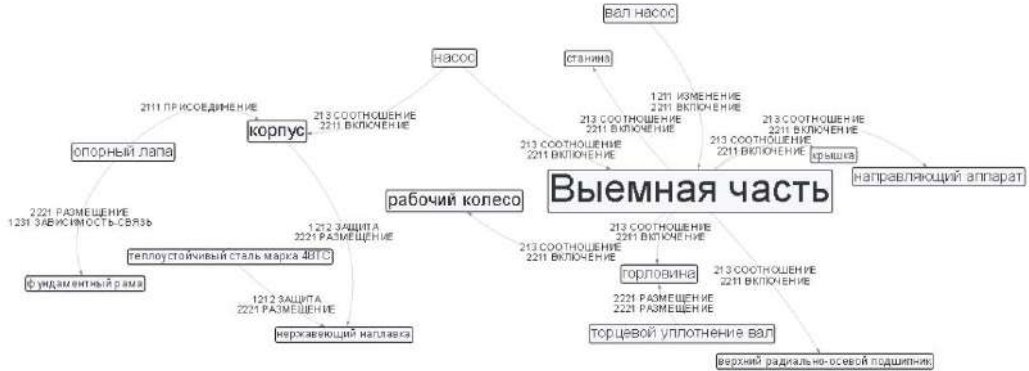 вал насос
насос
станина
1211 ИЗМЕНЕНИЕ
2211 ВКЛЮЧЕНИЕ
2111 ПРИСОЕДИНЕНИЕ
213 СООТНОШЕНИЕ
2211 ВКЛЮЧЕНИЕ
213 СООТНОШЕНИЕ
2211 ВКЛЮЧЕНИЕ
213 СООТНОШЕНИЕ
2211 ВКЛЮЧЕНИЕ
корпус
опорный лапа
213 СООТНОШЕНИЕ
2211 ВКЛЮЧЕНИЕ
213 СООТНОШЕНИЕ
2211 ВКЛЮЧЕНИЕ
крышка
направляющий аппарат
Выемная часть
рабочий колесо
2221 РАЗМЕЩЕНИЕ
1231 ЗАВИСИМОСТЬ-СВЯЗЬ
1212 ЗАЩИТА
2221 РАЗМЕЩЕНИЕ
213 СООТНОШЕНИЕ
2211 ВКЛЮЧЕНИЕ
213 СООТНОШЕНИЕ
2211 ВКЛЮЧЕНИЕ
теплоустойчивый сталь марка 48ТС
горловина
213 СООТНОШЕНИЕ
2211 ВКЛЮЧЕНИЕ
фундаментный рама
1212 ЗАЩИТА
2221 РАЗМЕЩЕНИЕ
2221 РАЗМЕЩЕНИЕ
2221 РАЗМЕЩЕНИЕ
нержавеющий наплавка
торцевой уплотнение вал
верхний радиально-осевой подшипник